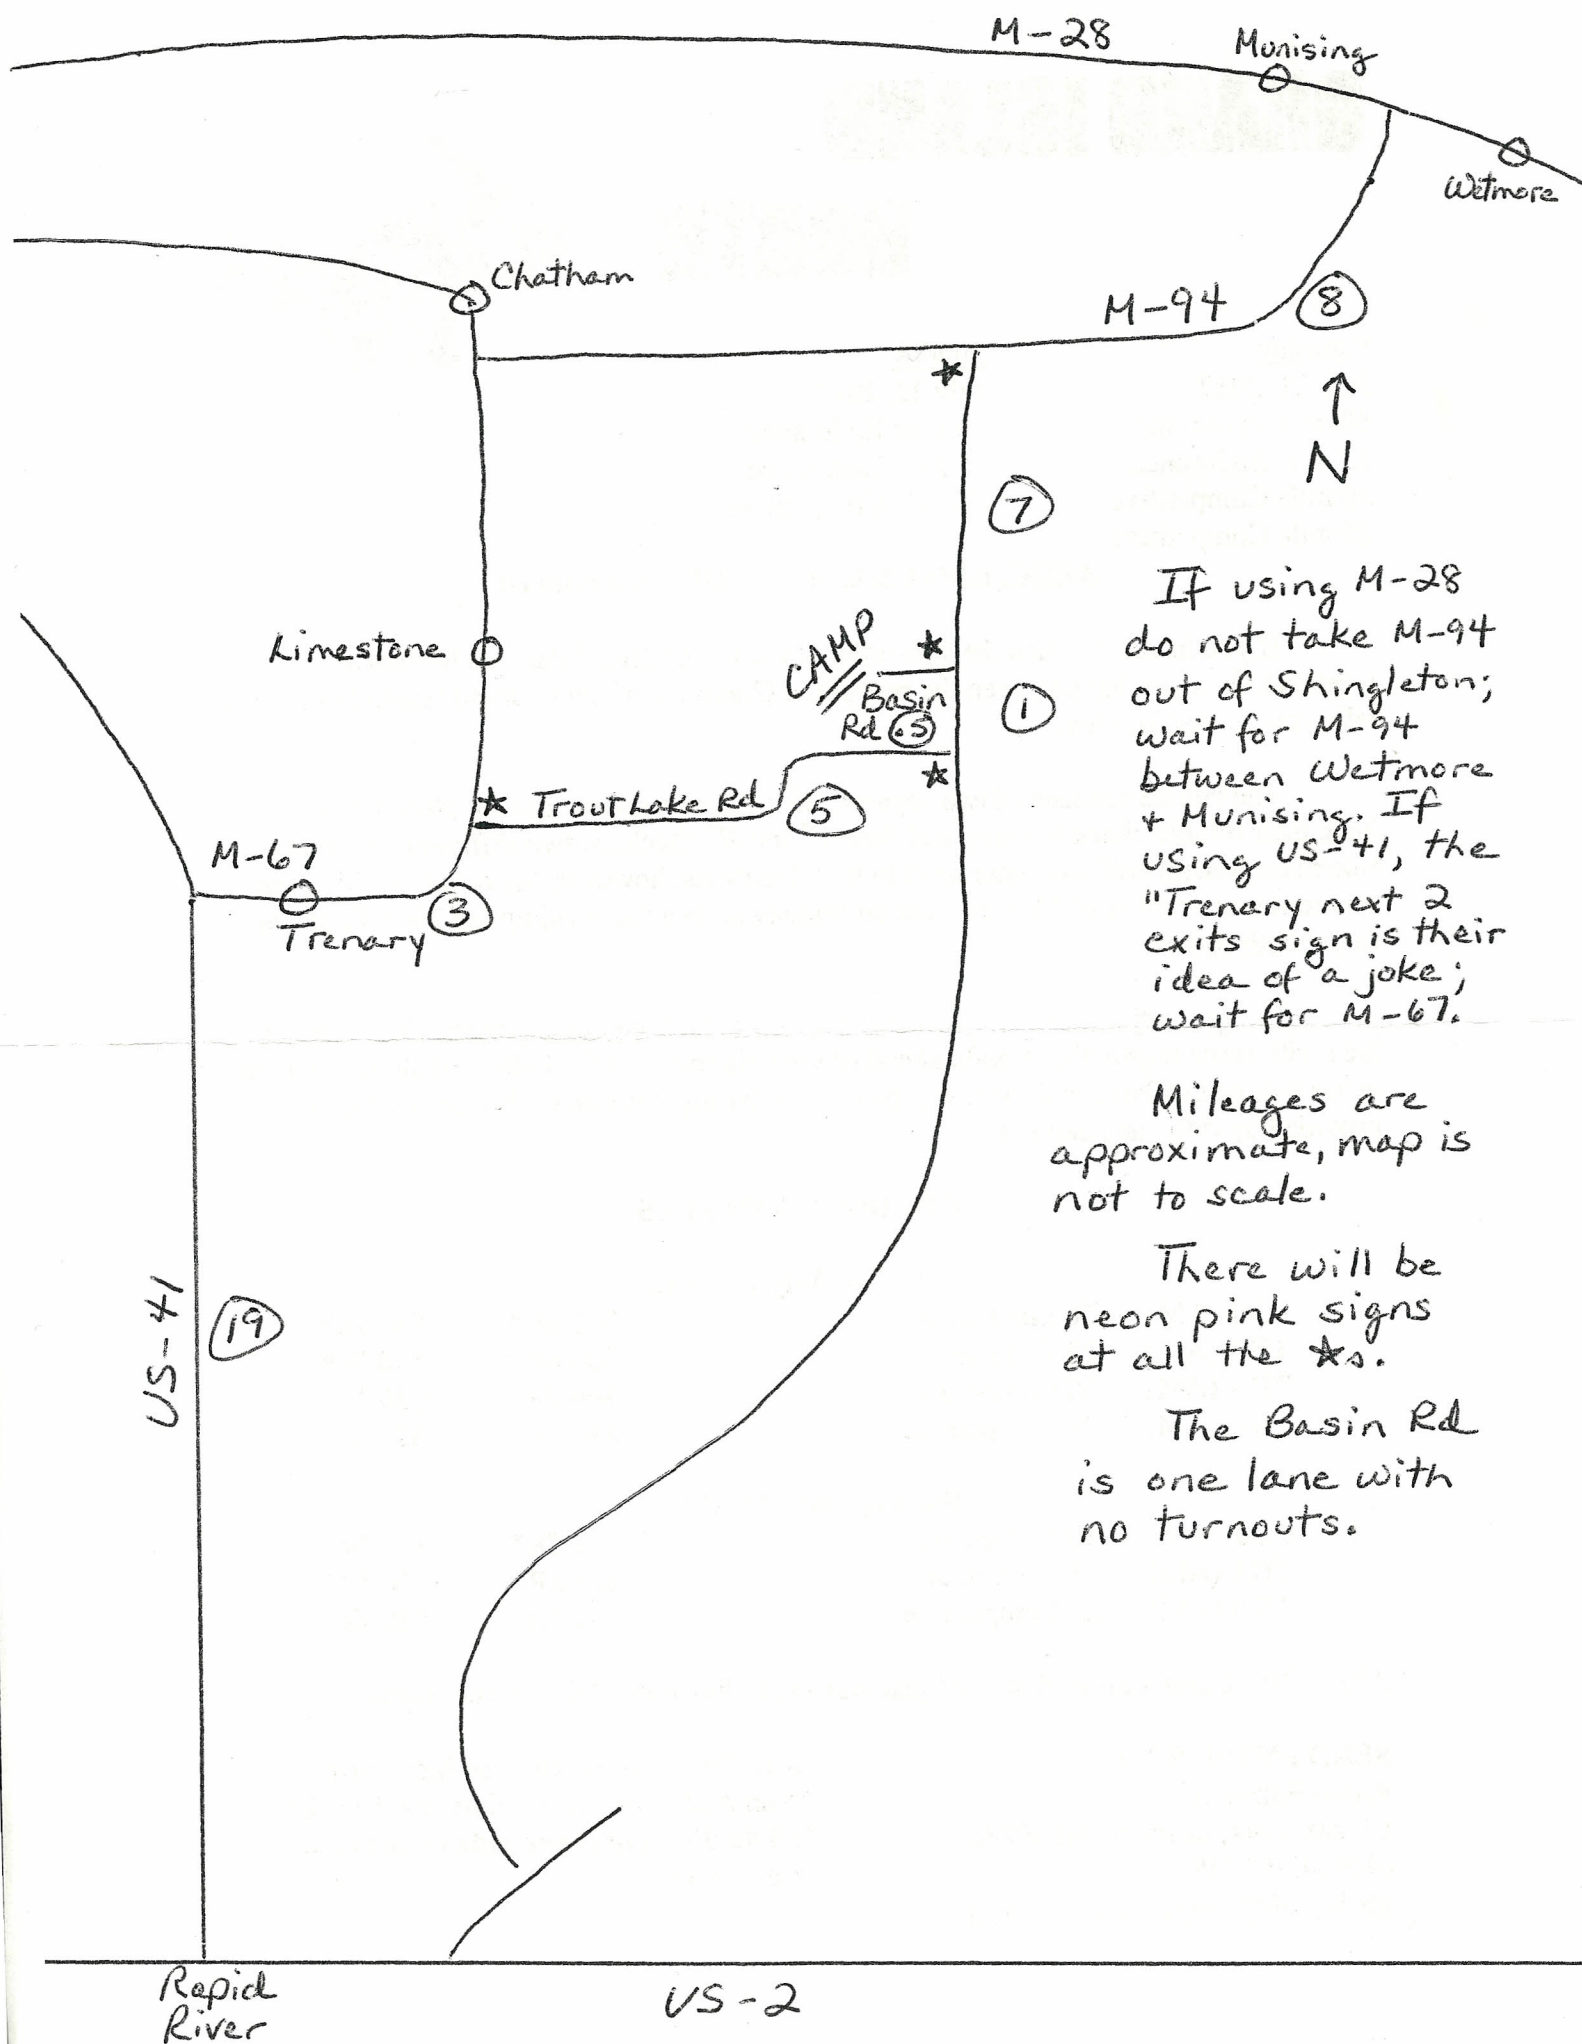 M-28
Munising
Wetmore
Chatham
M-94
8
★
↑
N
7
If using M-28
do not take M-94
out of Shingleton;
wait for M-94
between Wetmore
+ Munising. If
using US-41, the
"Trenary next 2
exits sign is their
idea of a joke;
wait for M-67.
Limestone
CAMP
★
Basin
Rd .5
1
★
★ Trout Lake Rd
5
M-67
3
Trenary
Mileages are
approximate, map is
not to scale.
There will be
neon pink signs
at all the ★s.
The Basin Rd
is one lane with
no turnouts.
US-41
19
Rapid
River
US-2